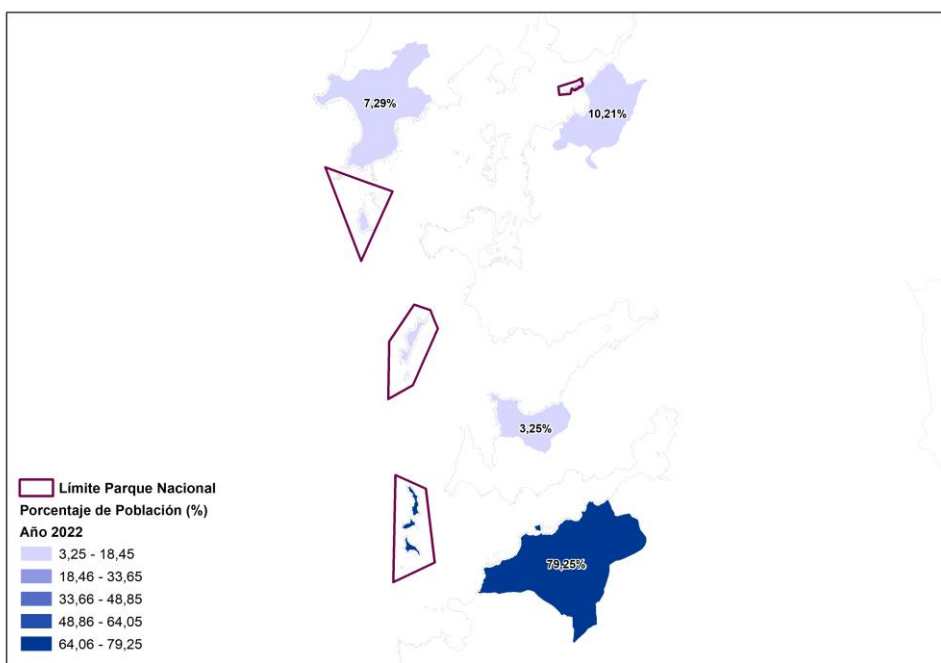 7,29%
10,21%
3,25%
79,25%
Límite Parque Nacional
Porcentaje de Población (%)
Año 2022
3,25 - 18,45
18,46 - 33,65
33,66 - 48,85
48,86 - 64,05
64,06 - 79,25